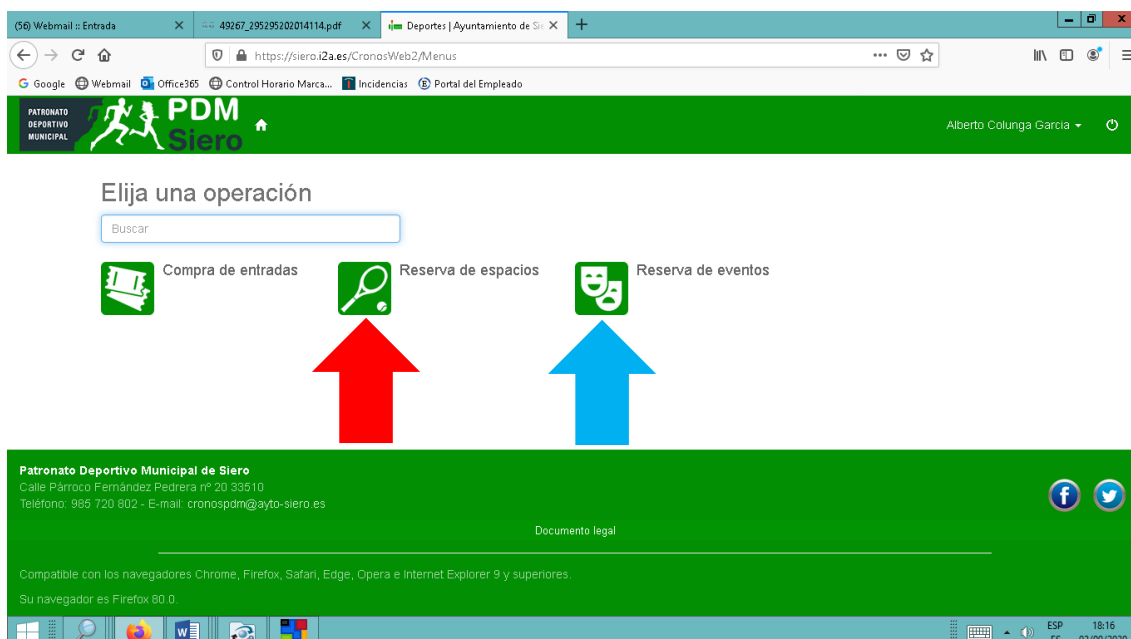 (56) Webmail :: Entrada
49267_295295202014114.pdf
Deportes | Ayuntamiento de Sie
https://siero.i2a.es/CronosWeb2/Menus
Google Webmail Office365 Control Horario Marca... Incidencias Portal del Empleado
PATRONATO
DEPORTIVO
MUNICIPAL
PDM
Siero
Alberto Colunga Garcia
Elija una operación
Buscar
Compra de entradas
Reserva de espacios
Reserva de eventos
Patronato Deportivo Municipal de Siero
Calle Párroco Fernández Pedrera nº 20 33510
Teléfono: 985 720 802 - E-mail: cronospdm@ayto-siero.es
Documento legal
Compatible con los navegadores Chrome, Firefox, Safari, Edge, Opera e Internet Explorer 9 y superiores.
Su navegador es Firefox 80.0.
ESP 18:16